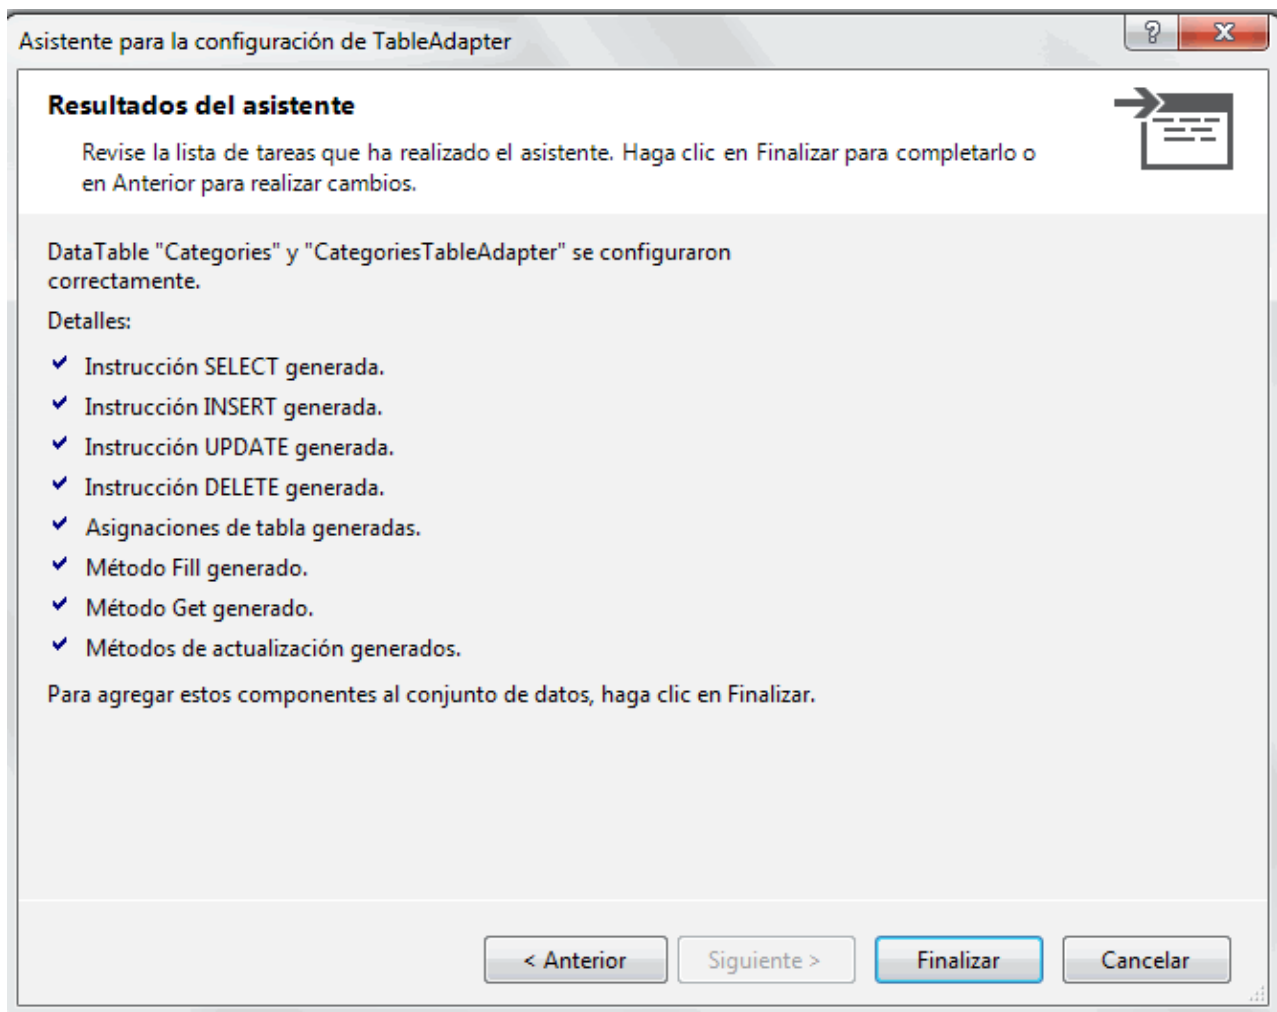 Asistente para la configuración de TableAdapter
?
x
Resultados del asistente
Revise la lista de tareas que ha realizado el asistente. Haga clic en Finalizar para completarlo o
en Anterior para realizar cambios.
DataTable "Categories" y "CategoriesTableAdapter" se configuraron
correctamente.
Detalles:
Instrucción SELECT generada.
Instrucción INSERT generada.
Instrucción UPDATE generada.
Instrucción DELETE generada.
Asignaciones de tabla generadas.
Método Fill generado.
Método Get generado.
Métodos de actualización generados.
Para agregar estos componentes al conjunto de datos, haga clic en Finalizar.
< Anterior
Siguiente >
Finalizar
Cancelar